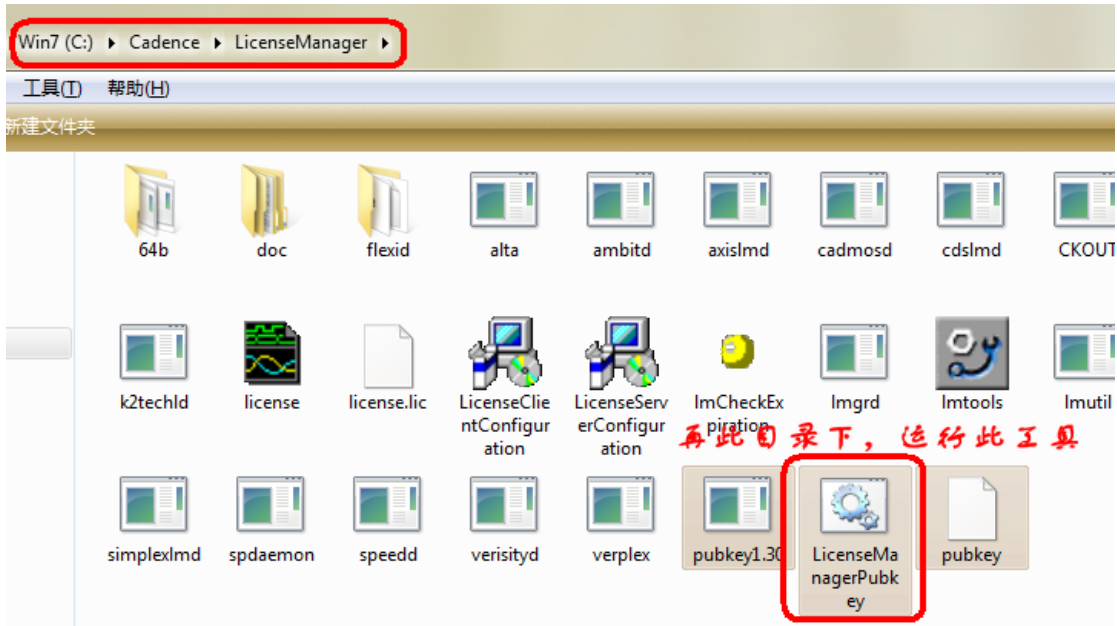 Win7 (C:) ▸ Cadence ▸ LicenseManager ▸
工具(T) 帮助(H)
新建文件夹
64b doc flexid alta ambitd axislmd cadmosd cdslmd CKOUT
k2techld license license.lic LicenseClie LicenseServ lmCheckEx lmgrd lmtools lmutil
ntConfigur erConfigur piration
ation ation
再此目录下，运行此工具
simplexlmd spdaemon speedd verisityd verplex pubkey1.30 LicenseMa pubkey
nagerPubk
ey